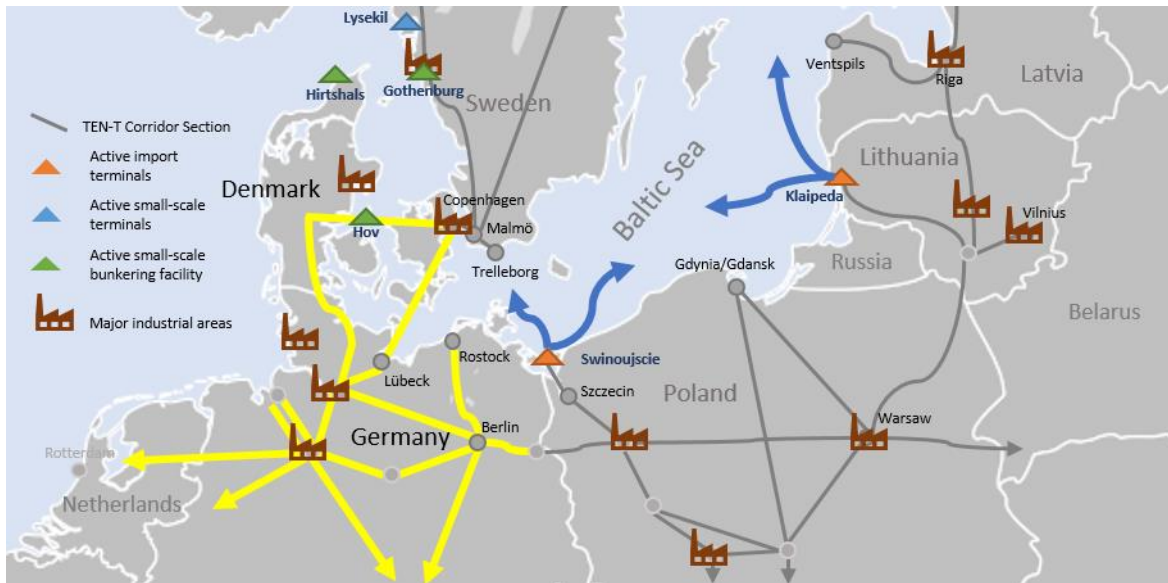 Lysekil
Hirtshals
Gothenburg
Sweden
Ventspils
Riga
Latvia
TEN-T Corridor Section
Active import
terminals
Active small-scale
terminals
Active small-scale
bunkering facility
Major industrial areas
Denmark
Copenhagen
Hov
Malmö
Trelleborg
Baltic Sea
Klaipeda
Lithuania
Vilnius
Russia
Gdynia/Gdansk
Belarus
Rostock
Lübeck
Swinoujscie
Szczecin
Poland
Warsaw
Berlin
Germany
Rotterdam
Netherlands